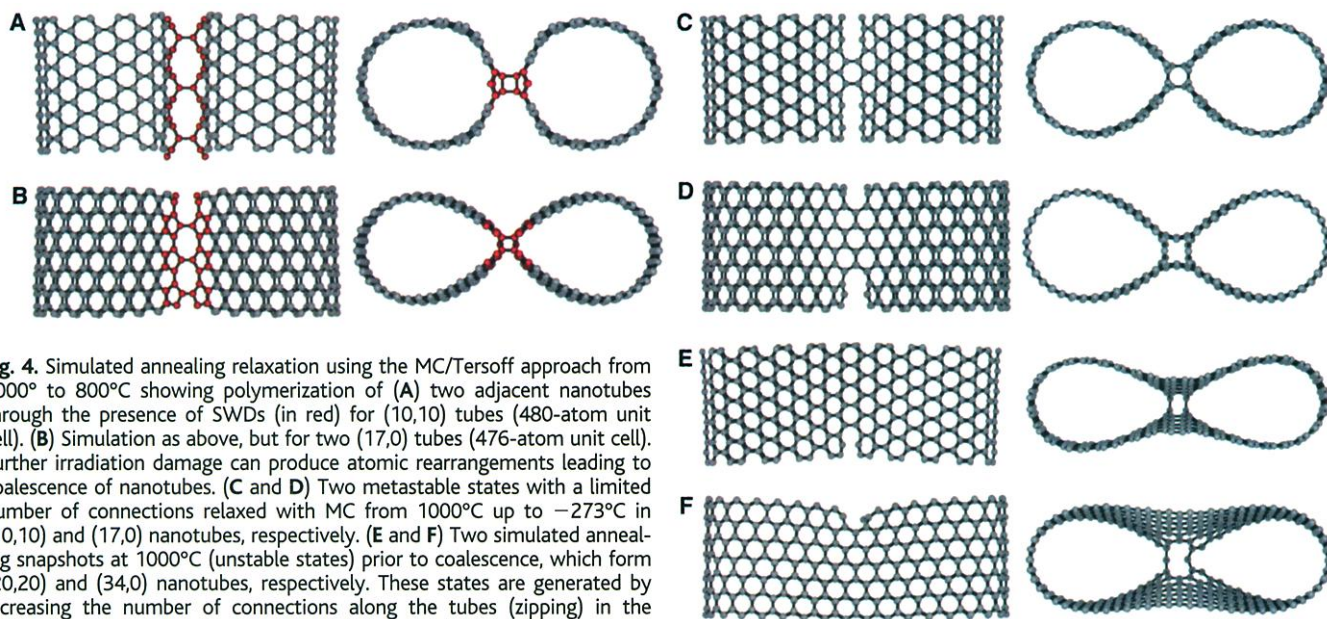 A
B
g. 4. Simulated annealing relaxation using the MC/Tersoff approach from
000° to 800°C showing polymerization of (A) two adjacent nanotubes
rough the presence of SWDs (in red) for (10,10) tubes (480-atom unit
ell). (B) Simulation as above, but for two (17,0) tubes (476-atom unit cell).
urther irradiation damage can produce atomic rearrangements leading to
oalescence of nanotubes. (C and D) Two metastable states with a limited
umber of connections relaxed with MC from 1000°C up to −273°C in
0,10) and (17,0) nanotubes, respectively. (E and F) Two simulated anneal-
g snapshots at 1000°C (unstable states) prior to coalescence, which form
20,20) and (34,0) nanotubes, respectively. These states are generated by
creasing the number of connections along the tubes (zipping) in the
C
D
E
F